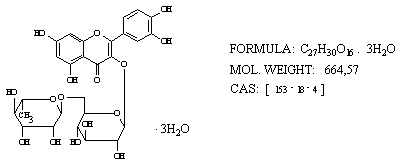 OH
HO
O
OH
OH
O
O
OH
O
O
O
CH₃
O
OH
HO
OH
OH
OH
OH
· 3H₂O
FORMULA: C₂₇H₃₀O₁₆ . 3H₂O
MOL. WEIGHT: 664,57
CAS: [ 153 - 18 - 4 ]